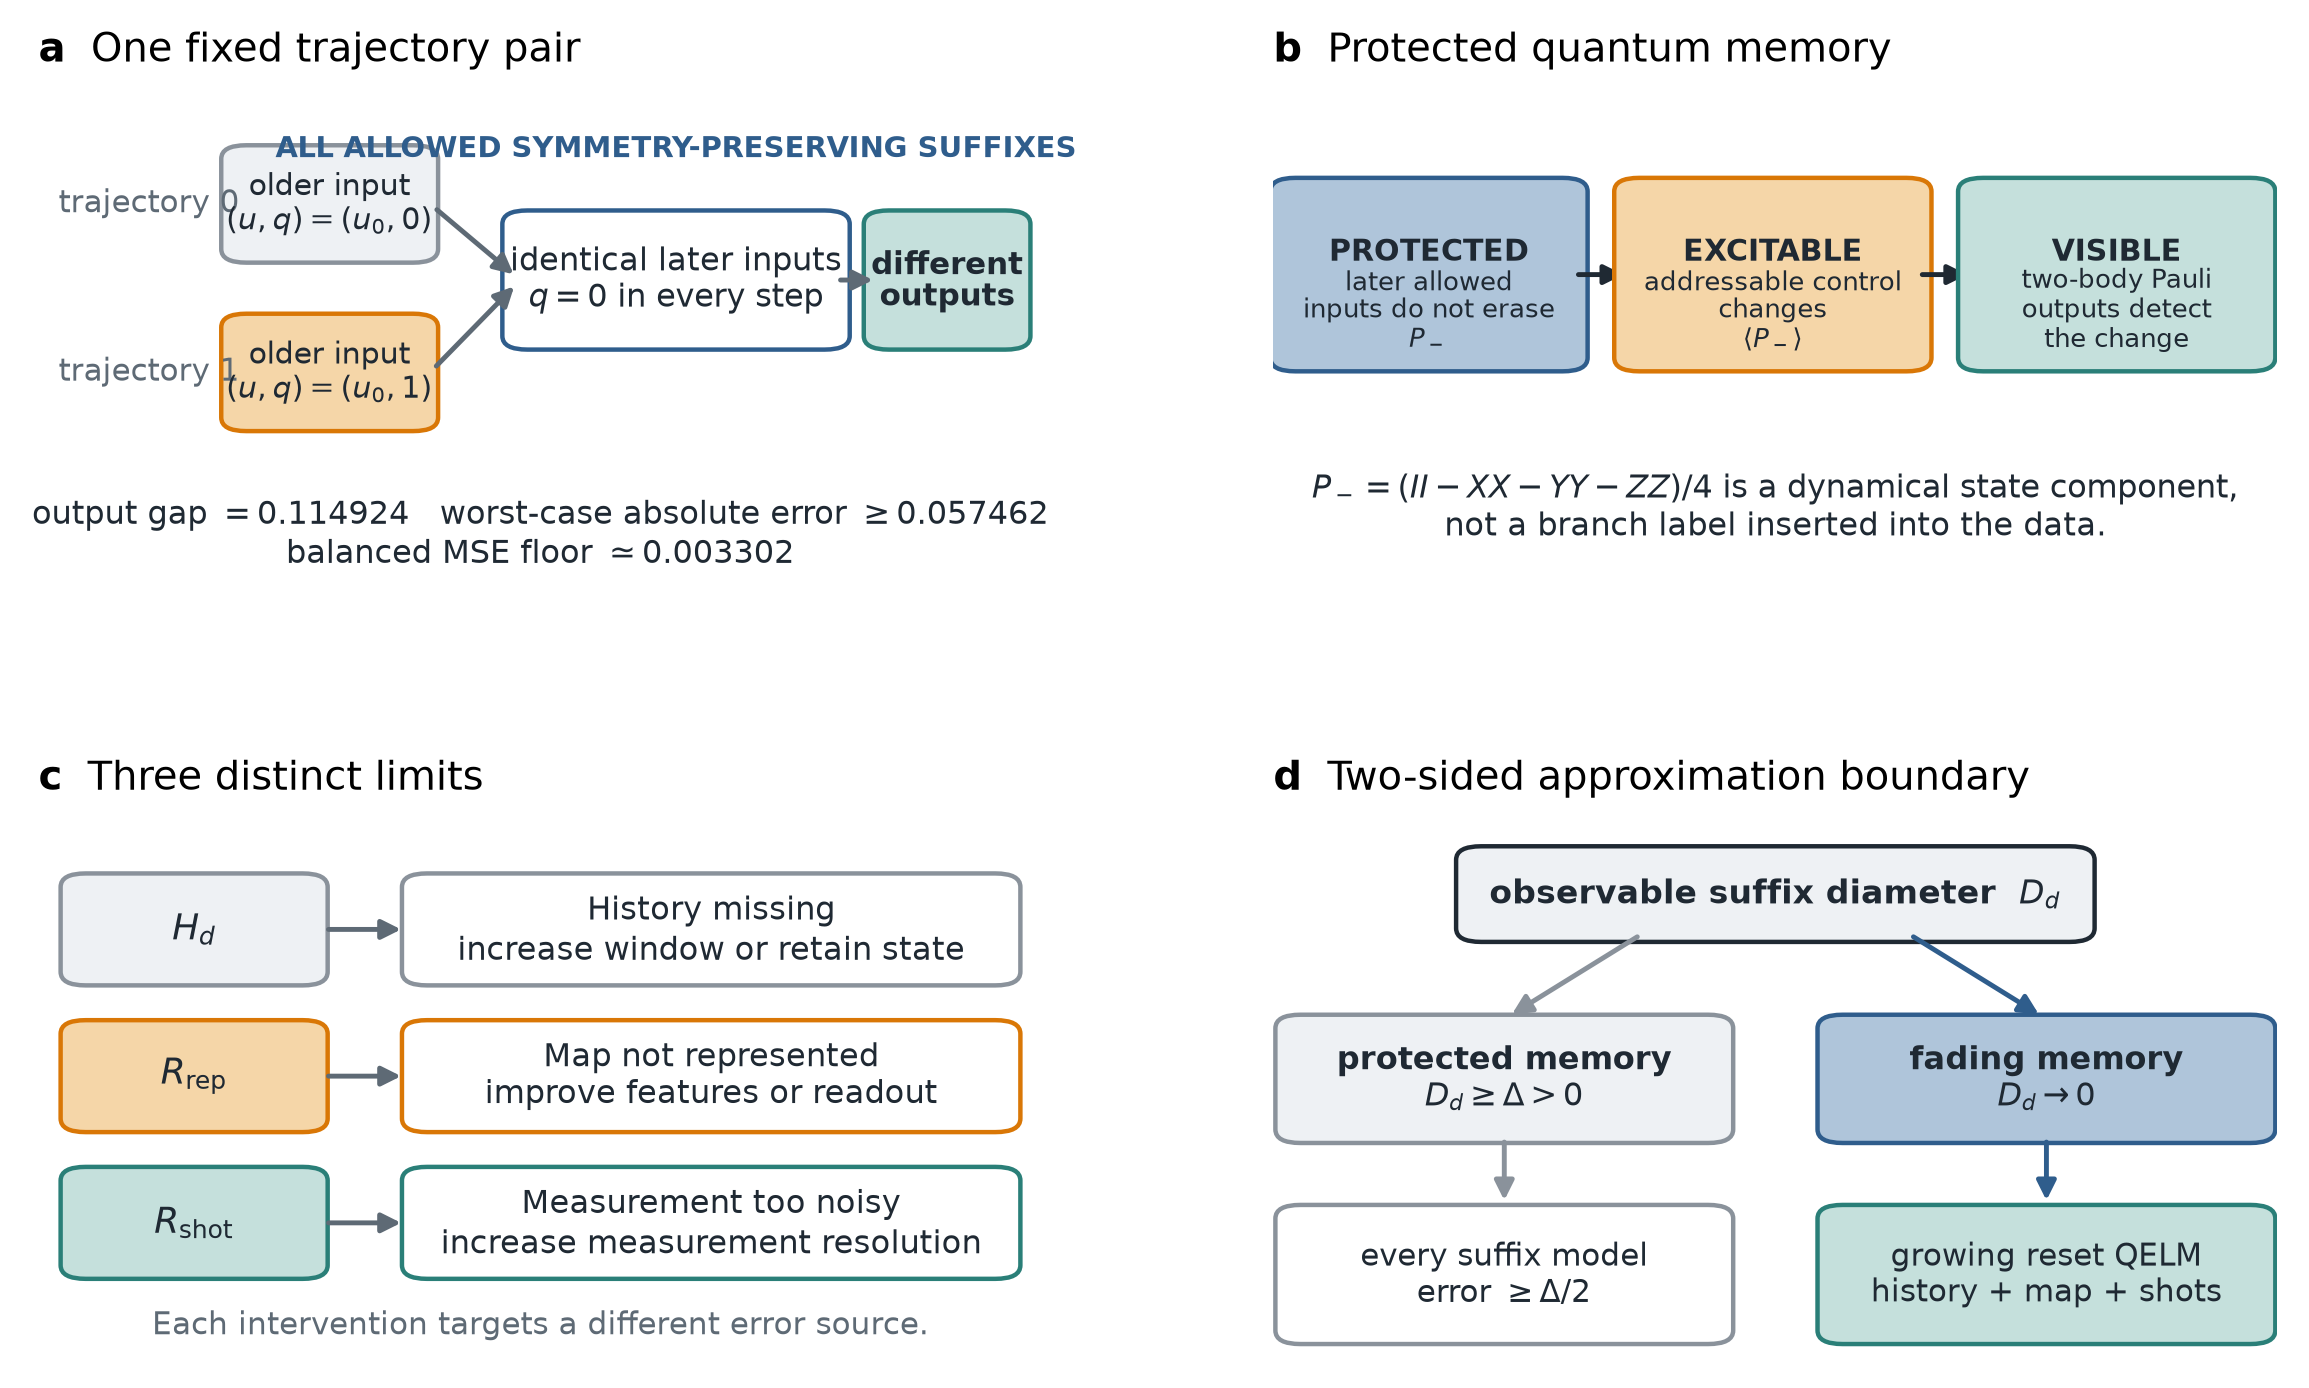 a One fixed trajectory pair
ALL ALLOWED SYMMETRY-PRESERVING SUFFIXES
trajectory 0
older input
(u, q) = (u₀, 0)
trajectory 1
older input
(u, q) = (u₀, 1)
identical later inputs
q = 0 in every step
different
outputs
output gap = 0.114924 worst-case absolute error ≥ 0.057462
balanced MSE floor ≃ 0.003302
b Protected quantum memory
PROTECTED
later allowed
inputs do not erase
P₋
EXCITABLE
addressable control
changes
⟨P₋⟩
VISIBLE
two-body Pauli
outputs detect
the change
P₋ = (II − XX − YY − ZZ)/4 is a dynamical state component,
not a branch label inserted into the data.
c Three distinct limits
H_d
History missing
increase window or retain state
R_rep
Map not represented
improve features or readout
R_shot
Measurement too noisy
increase measurement resolution
Each intervention targets a different error source.
d Two-sided approximation boundary
observable suffix diameter D_d
protected memory
D_d ≥ Δ > 0
fading memory
D_d → 0
every suffix model
error ≥ Δ/2
growing reset QELM
history + map + shots